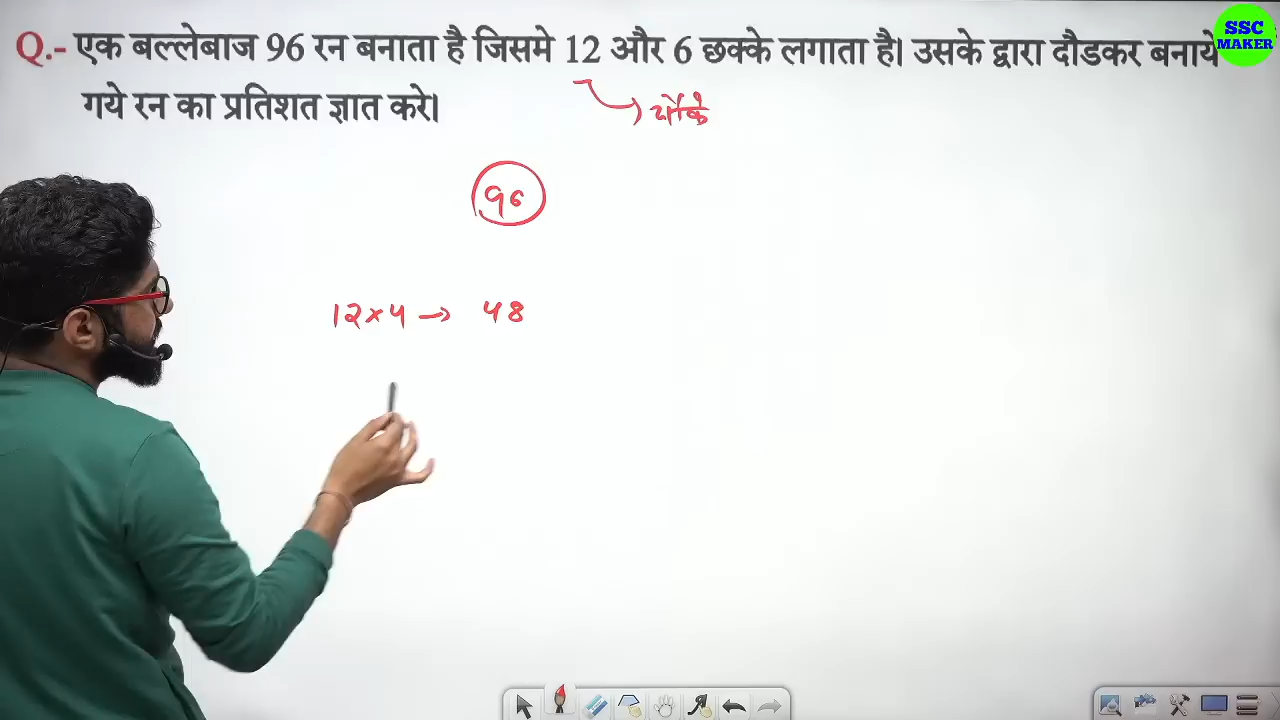 Q.- एक बल्लेबाज 96 रन बनाता है जिसमे 12 और 6 छक्के लगाता है। उसके द्वारा दौडकर बनाये
गये रन का प्रतिशत ज्ञात करे।
SSC
MAKER
चौके
96
12×4 → 48